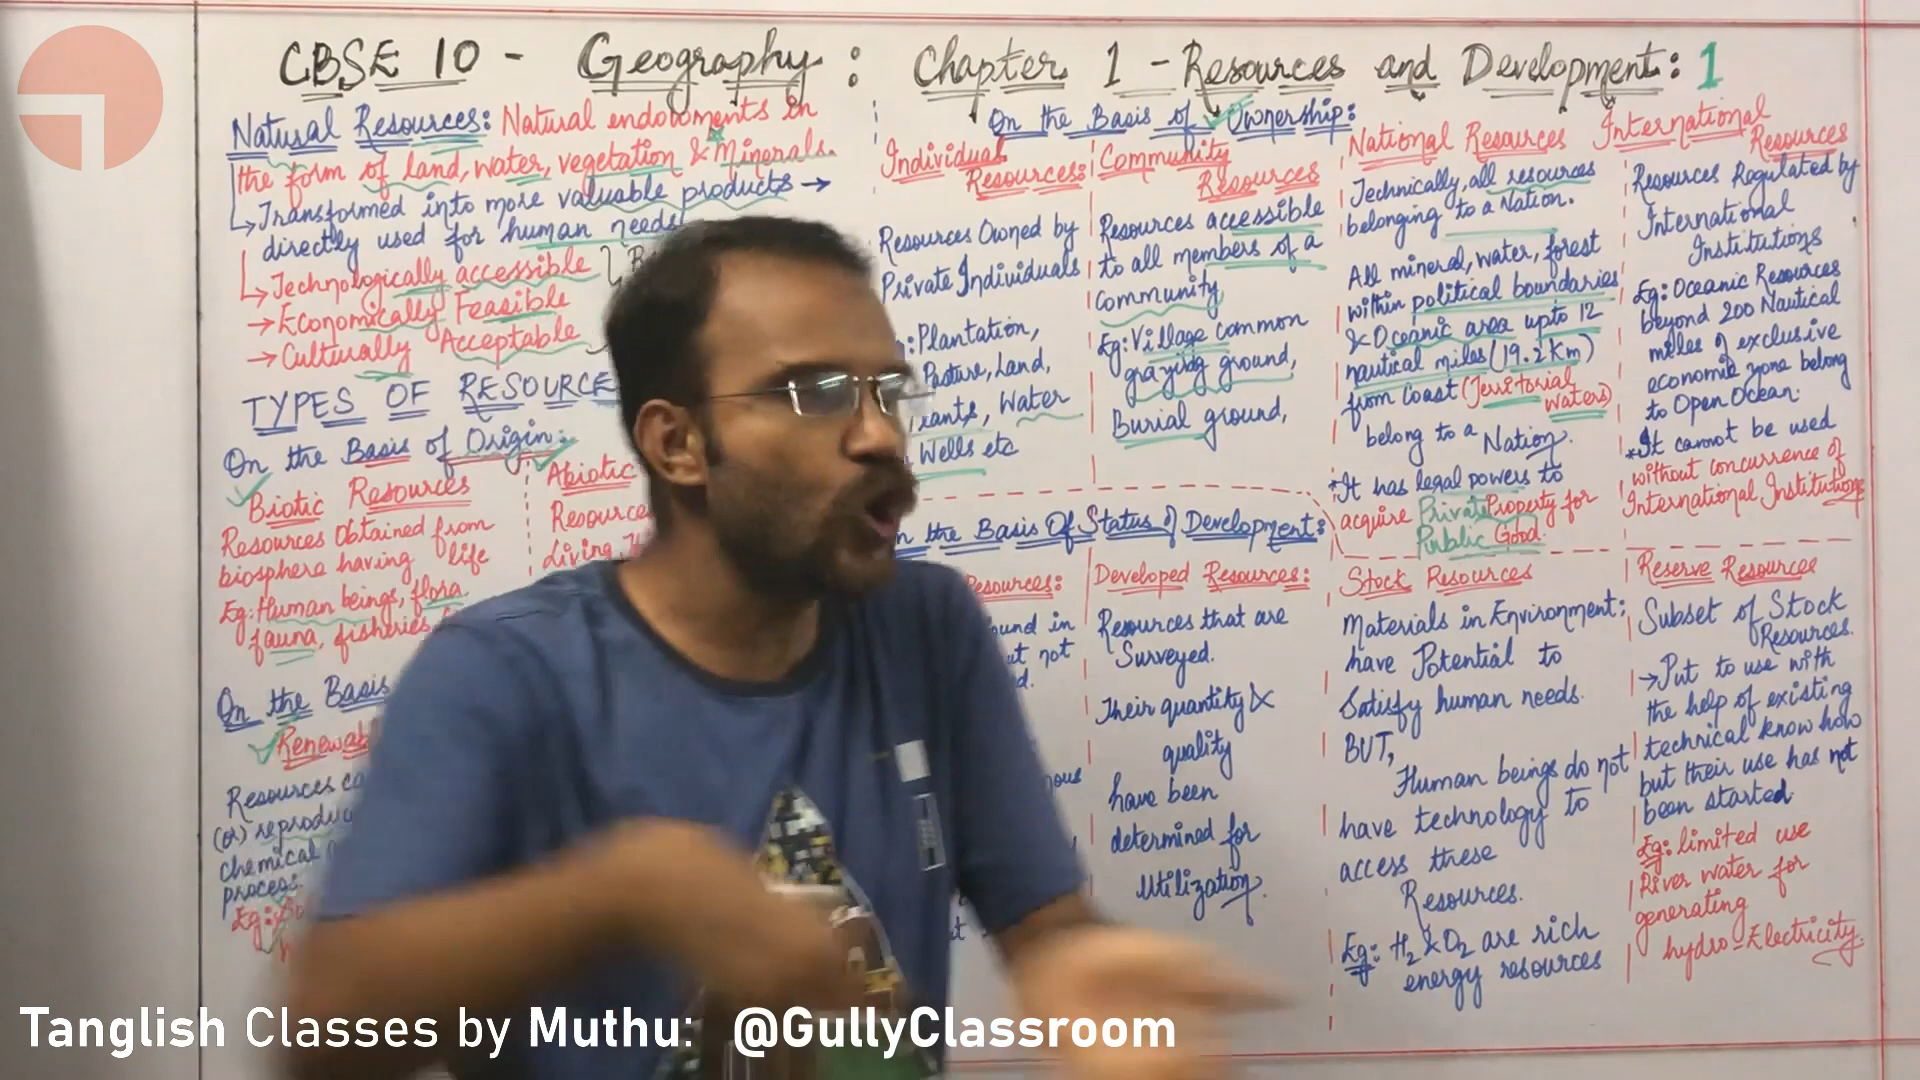 CBSE 10 - Geography : Chapter 1 - Resources and Development: 1
Natural Resources: Natural endowments in
the form of land, water, vegetation & Minerals.
Transformed into more valuable products →
directly used for human needs
→ Technologically accessible
→ Economically Feasible
→ Culturally Acceptable
TYPES OF RESOURCE
On the Basis of Origin:
Biotic Resources
Resources Obtained from
biosphere having life
Eg: Human beings, flora
fauna, fisheries
Abiotic
Resource
Living
On the Basis
Renewab
Resources ca
(or) reproduc
chemical
process.
Eg:
On the Basis of Ownership:
Individual
Resources:
Resources Owned by
Private Individuals
: Plantation,
Pasture, Land,
Water
Wells etc
Community
Resources
Resources accessible
to all members of a
Community
Eg: Village common
grazing ground,
Burial ground,
National Resources
Technically, all resources
belonging to a Nation.
All mineral, water, forest
within political boundaries
& Oceanic area upto 12
nautical miles (19.2 Km)
from Coast (Territorial
Waters)
belong to a Nation.
*It has legal powers to
acquire Private Property for
Public Good.
International
Resources
Resources Regulated by
International
Institutions
Eg: Oceanic Resources
beyond 200 Nautical
miles of exclusive
economic zone belong
to Open Ocean.
*It cannot be used
without concurrence of
International Institutions
n the Basis Of Status of Development:
Resources:
ound in
ut not
d.
Developed Resources:
Resources that are
Surveyed.
Their quantity &
quality
have been
determined for
Utilization.
Stock Resources
Materials in Environment:
have Potential to
Satisfy human needs.
BUT,
Human beings do not
have technology to
access these
Resources.
Eg: H2 & O2 are rich
energy resources
Reserve Resources
Subset of Stock
Resources.
→ Put to use with
the help of existing
technical know how
but their use has not
been started.
Eg: limited use
River water for
generating
hydro-Electricity.
Tanglish Classes by Muthu: @GullyClassroom